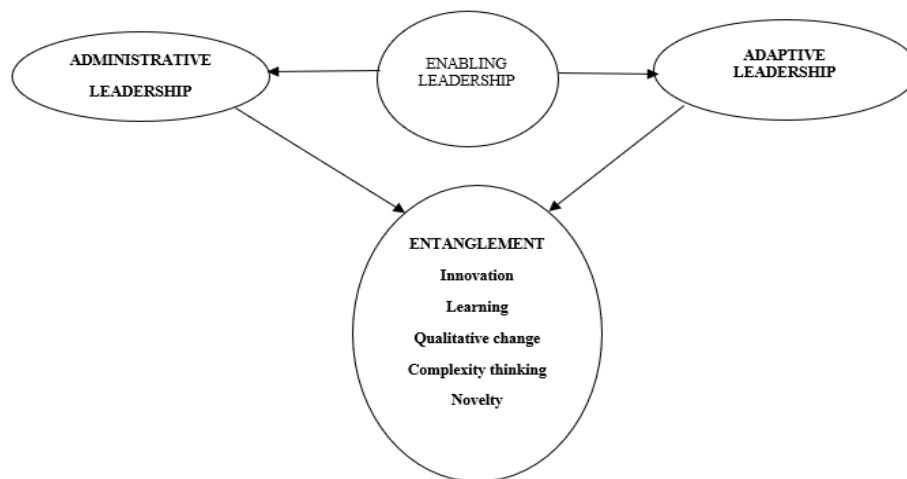 ADMINISTRATIVE
LEADERSHIP
ENABLING
LEADERSHIP
ADAPTIVE
LEADERSHIP
ENTANGLEMENT
Innovation
Learning
Qualitative change
Complexity thinking
Novelty